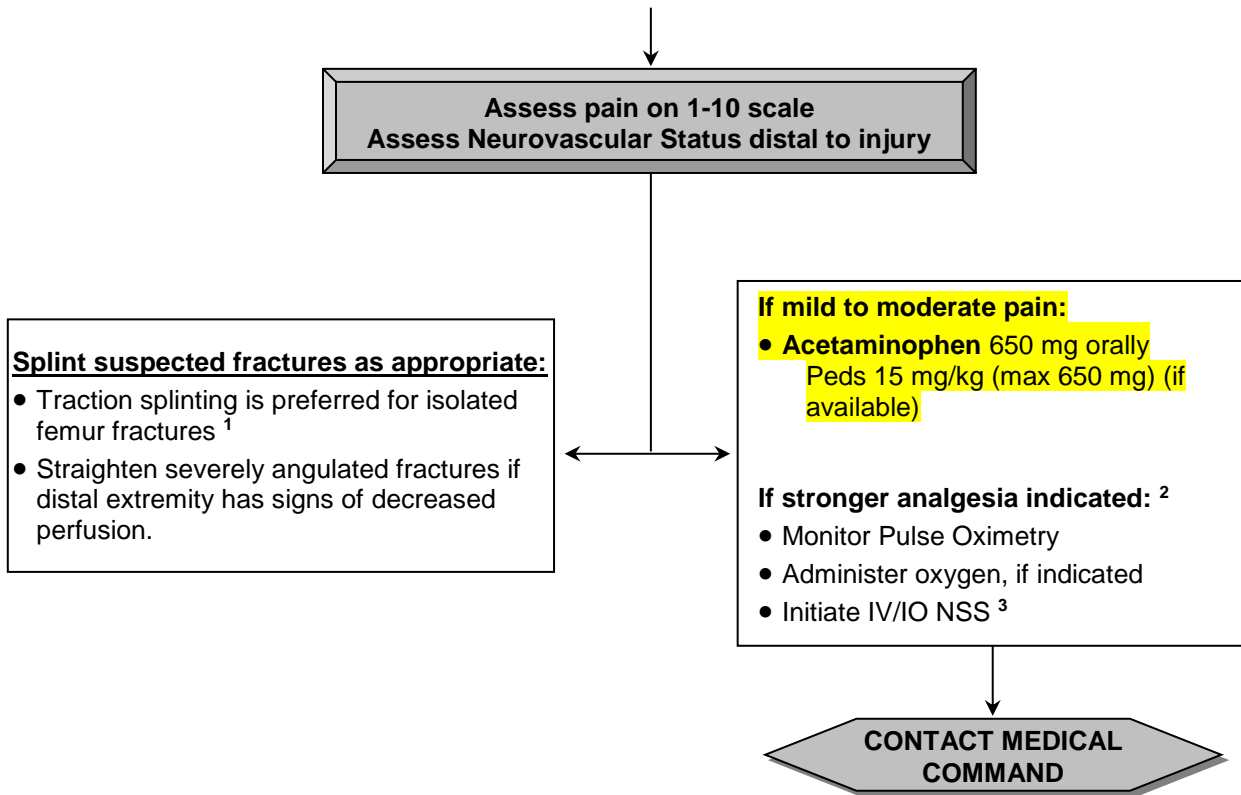 Assess pain on 1-10 scale
Assess Neurovascular Status distal to injury
Splint suspected fractures as appropriate:
• Traction splinting is preferred for isolated
femur fractures ¹
• Straighten severely angulated fractures if
distal extremity has signs of decreased
perfusion.
If mild to moderate pain:
• Acetaminophen 650 mg orally
Peds 15 mg/kg (max 650 mg) (if
available)
If stronger analgesia indicated: ²
• Monitor Pulse Oximetry
• Administer oxygen, if indicated
• Initiate IV/IO NSS ³
CONTACT MEDICAL
COMMAND